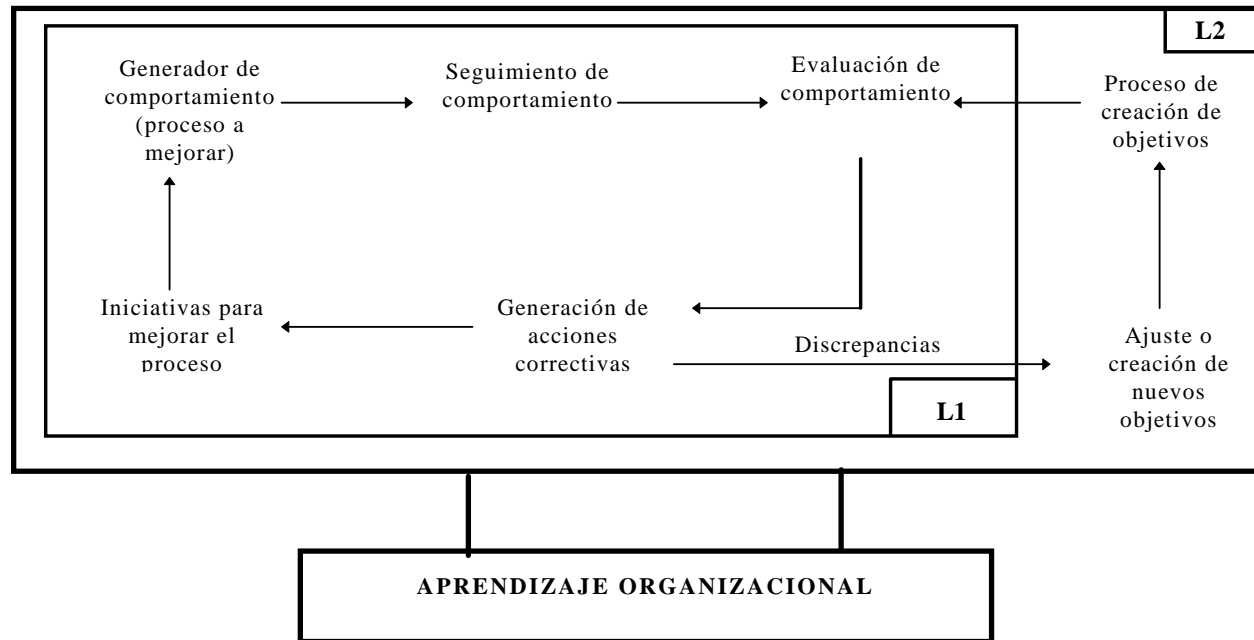 L2
Generador de
comportamiento
(proceso a
mejorar)
Seguimiento de
comportamiento
Evaluación de
comportamiento
Proceso de
creación de
objetivos
Iniciativas para
mejorar el
proceso
Generación de
acciones
correctivas
Discrepancias
Ajuste o
creación de
nuevos
objetivos
L1
APRENDIZAJE ORGANIZACIONAL